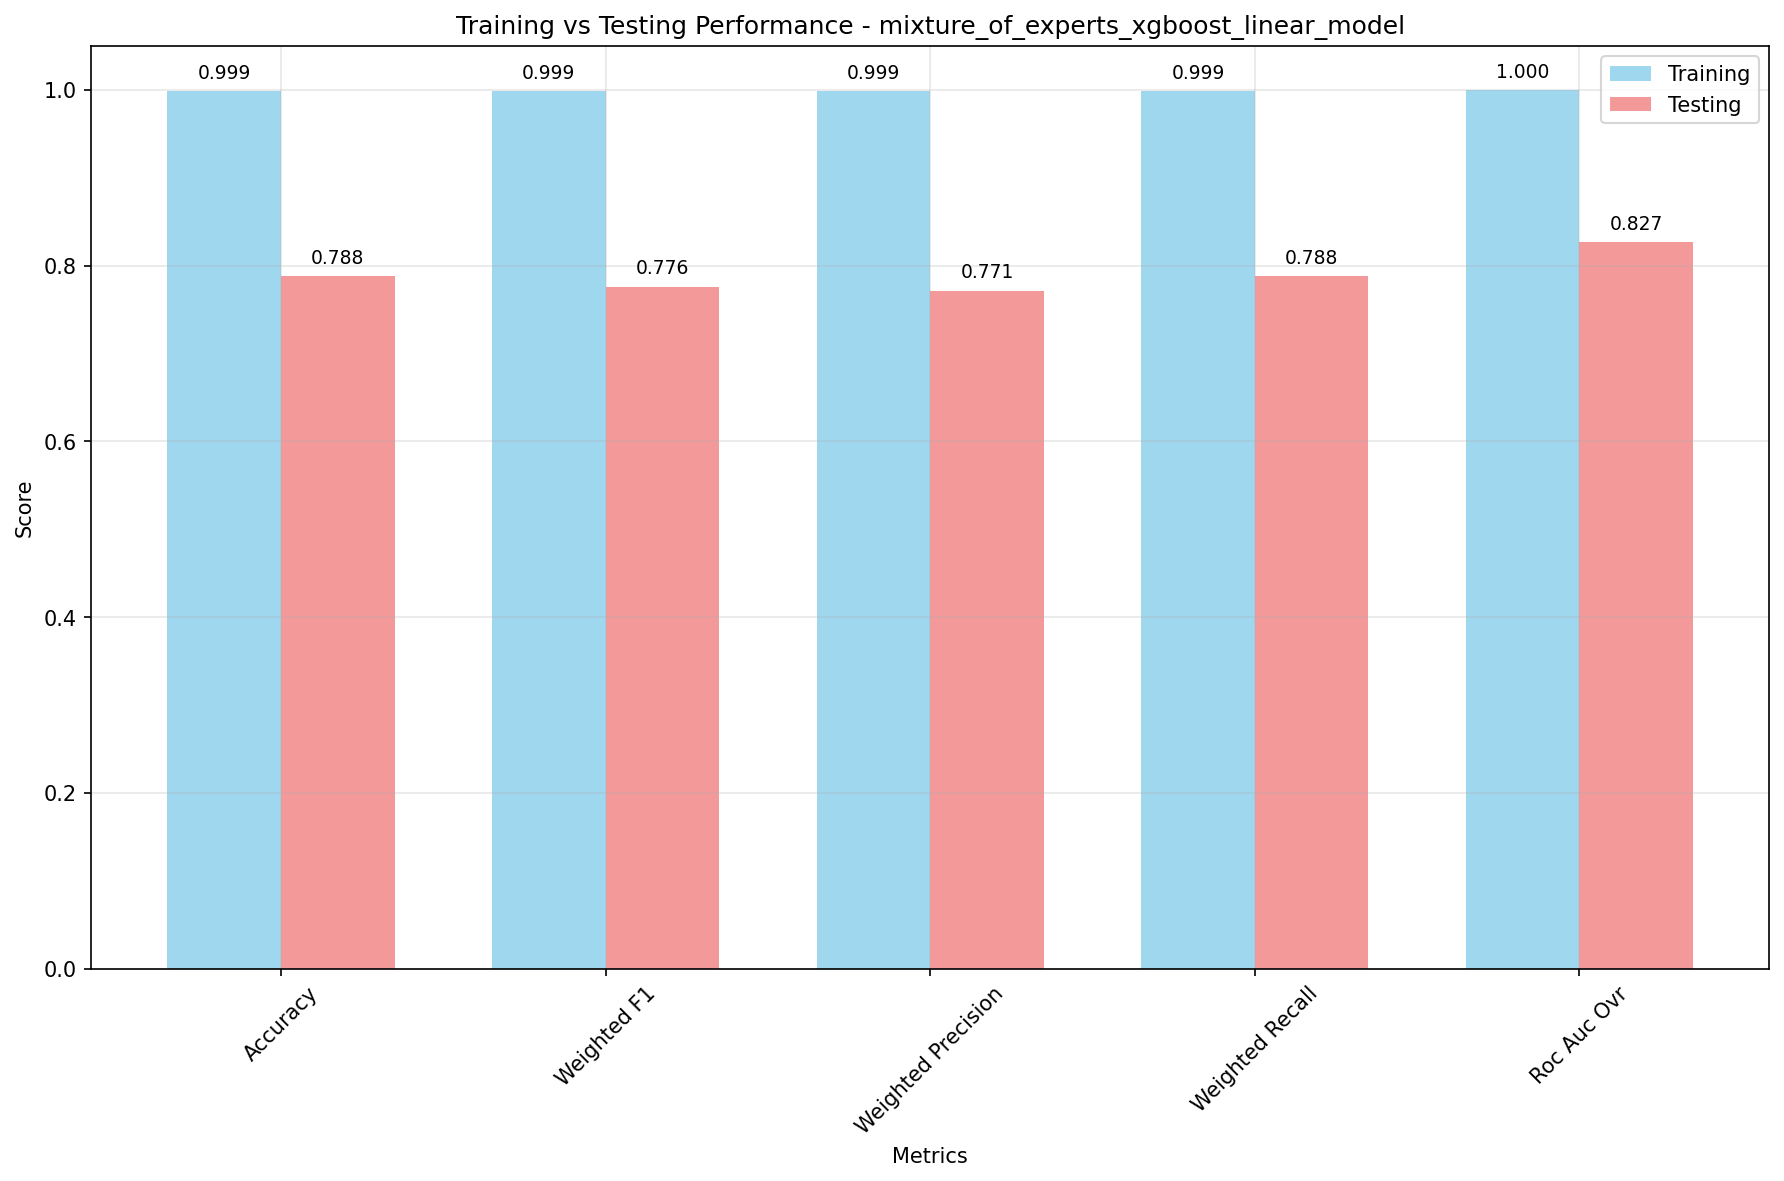 Training vs Testing Performance - mixture_of_experts_xgboost_linear_model
0.999
0.999
0.999
0.999
1.000
Training
Testing
0.788
0.776
0.771
0.788
0.827
1.0
0.8
0.6
0.4
0.2
0.0
Score
Accuracy
Weighted F1
Weighted Precision
Weighted Recall
Roc Auc Ovr
Metrics